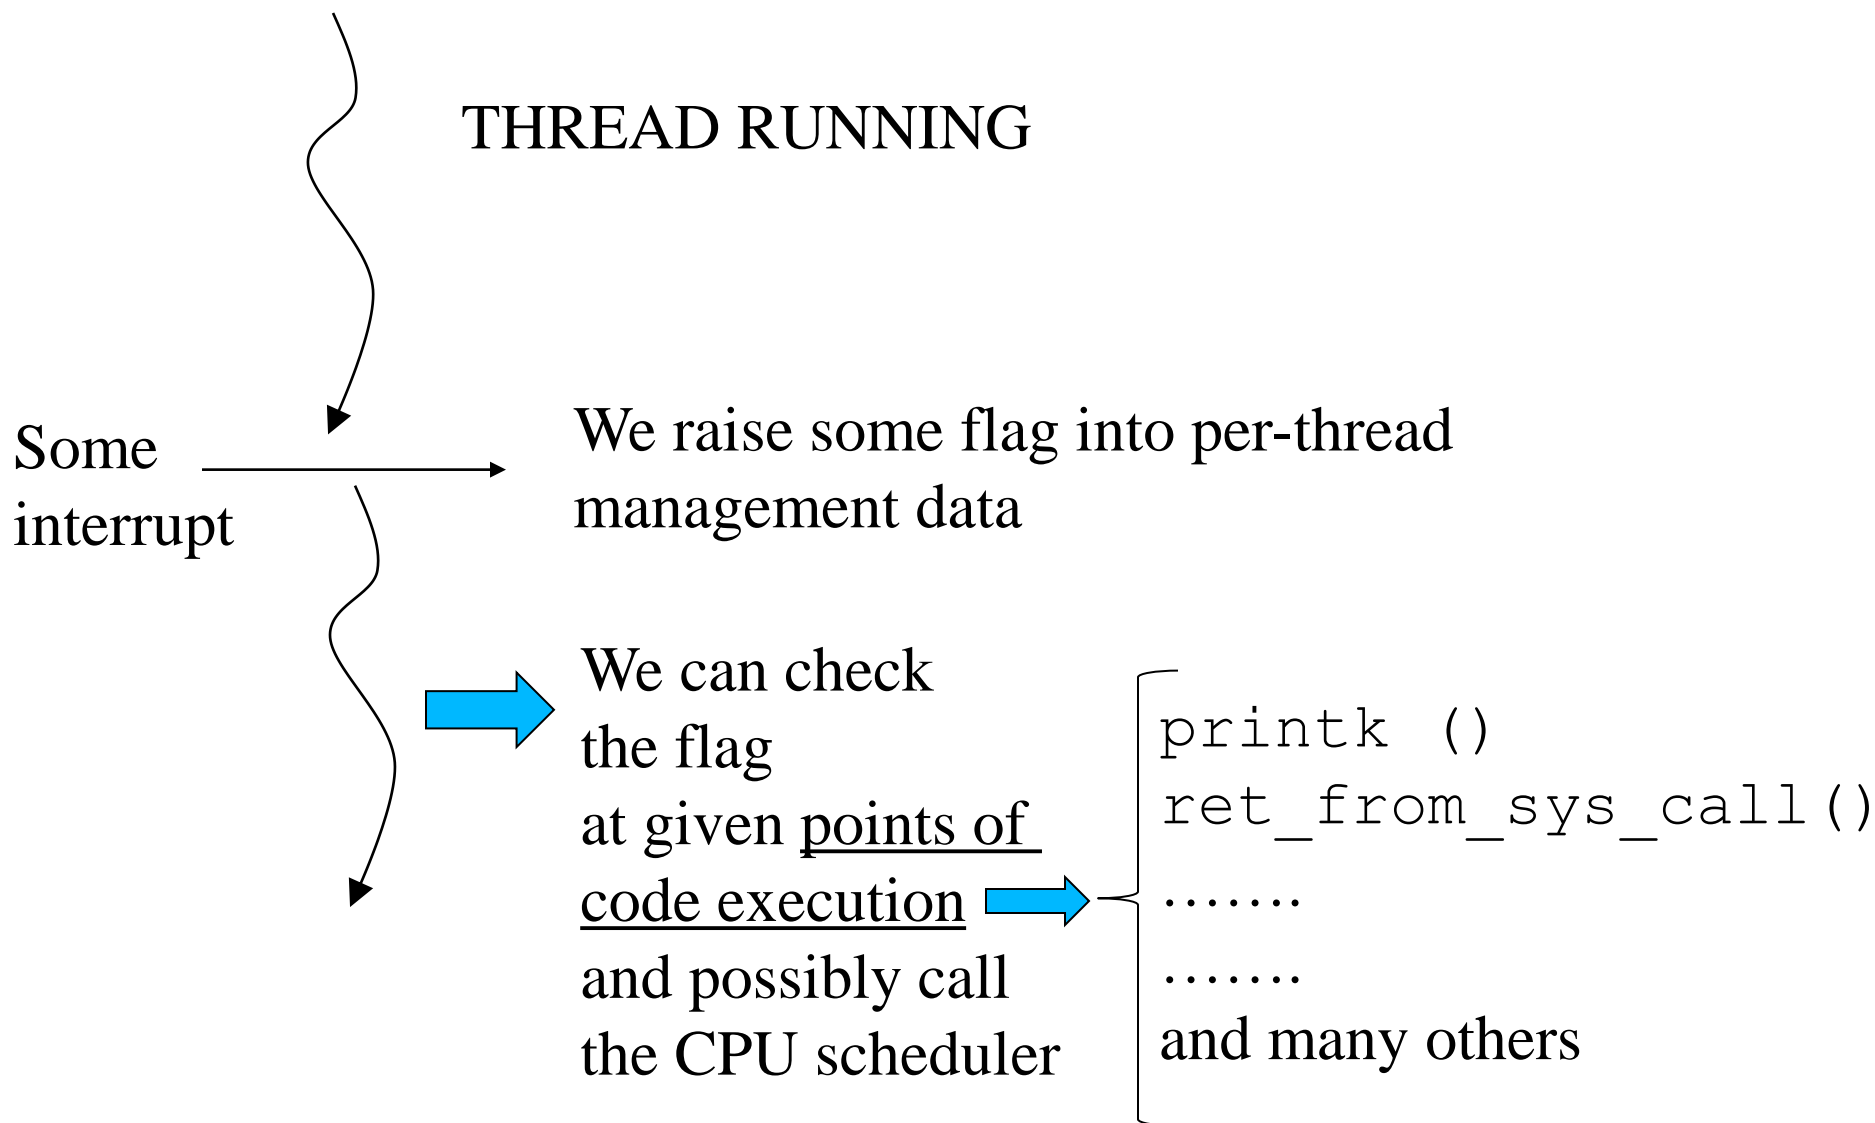 THREAD RUNNING
Some
interrupt
We raise some flag into per-thread
management data
We can check
the flag
at given points of
code execution
and possibly call
the CPU scheduler
printk ()
ret_from_sys_call()
…….
…….
and many others